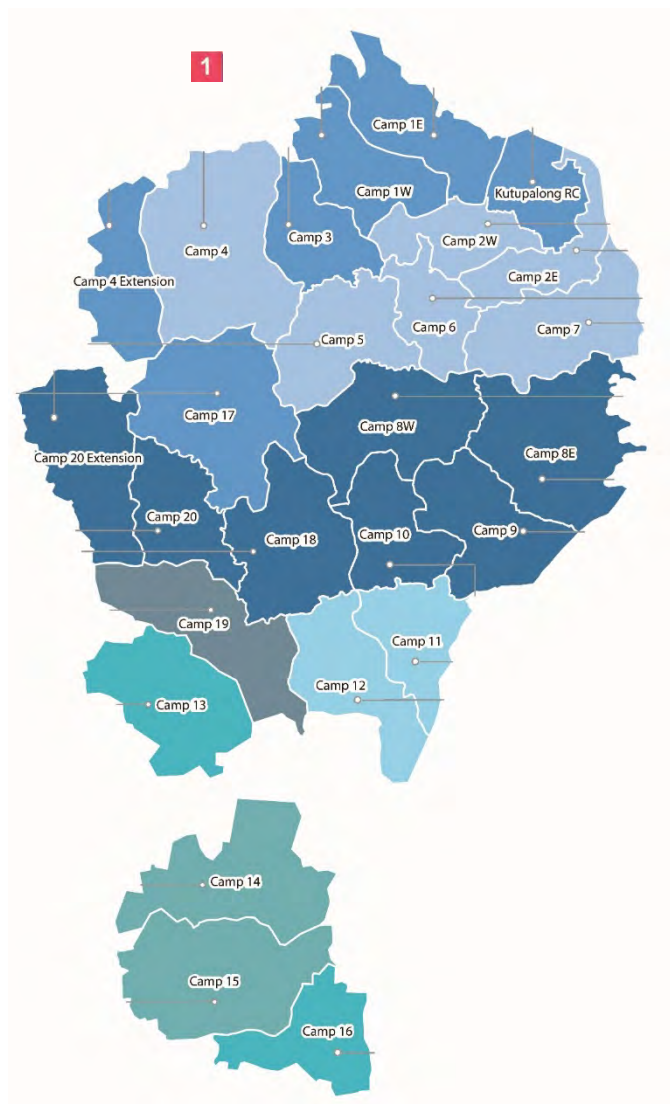 1
Camp 1E
Camp 1W
Kutupalong RC
Camp 3
Camp 4
Camp 2W
Camp 2E
Camp 4 Extension
Camp 5
Camp 6
Camp 7
Camp 17
Camp 8W
Camp 20 Extension
Camp 8E
Camp 20
Camp 18
Camp 10
Camp 9
Camp 19
Camp 11
Camp 12
Camp 13
Camp 14
Camp 15
Camp 16